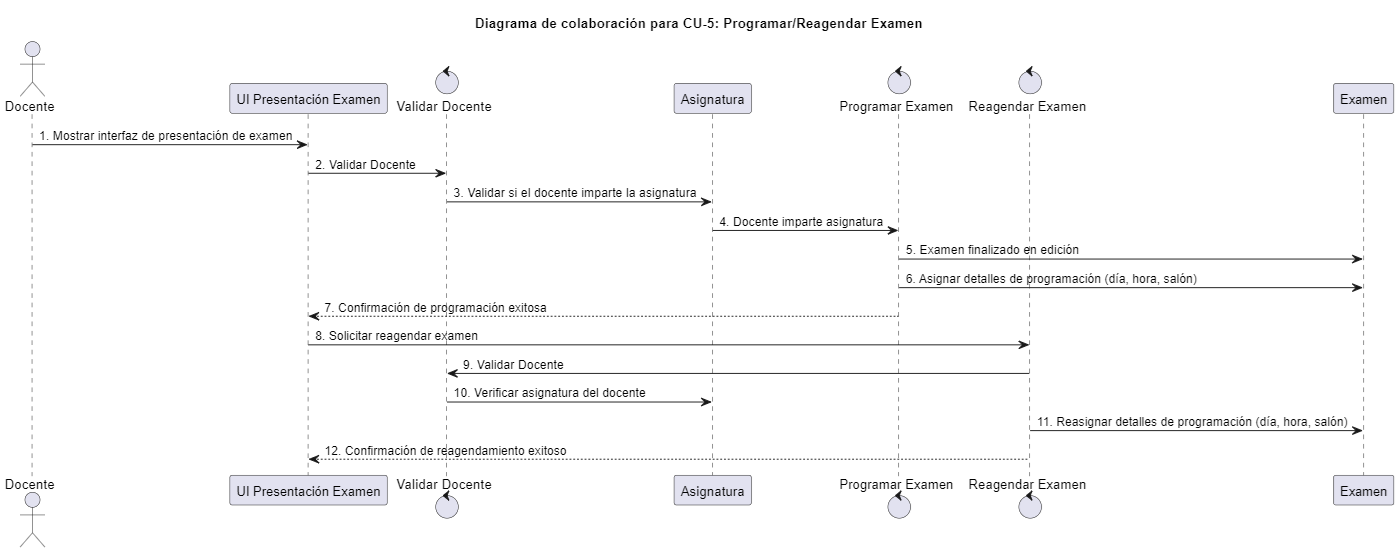 Diagrama de colaboración para CU-5: Programar/Reagendar Examen
Docente
UI Presentación Examen
Validar Docente
Asignatura
Programar Examen
Reagendar Examen
Examen
1. Mostrar interfaz de presentación de examen
2. Validar Docente
3. Validar si el docente imparte la asignatura
4. Docente imparte asignatura
5. Examen finalizado en edición
6. Asignar detalles de programación (día, hora, salón)
7. Confirmación de programación exitosa
8. Solicitar reagendar examen
9. Validar Docente
10. Verificar asignatura del docente
11. Reasignar detalles de programación (día, hora, salón)
12. Confirmación de reagendamiento exitoso
Docente
UI Presentación Examen
Validar Docente
Asignatura
Programar Examen
Reagendar Examen
Examen